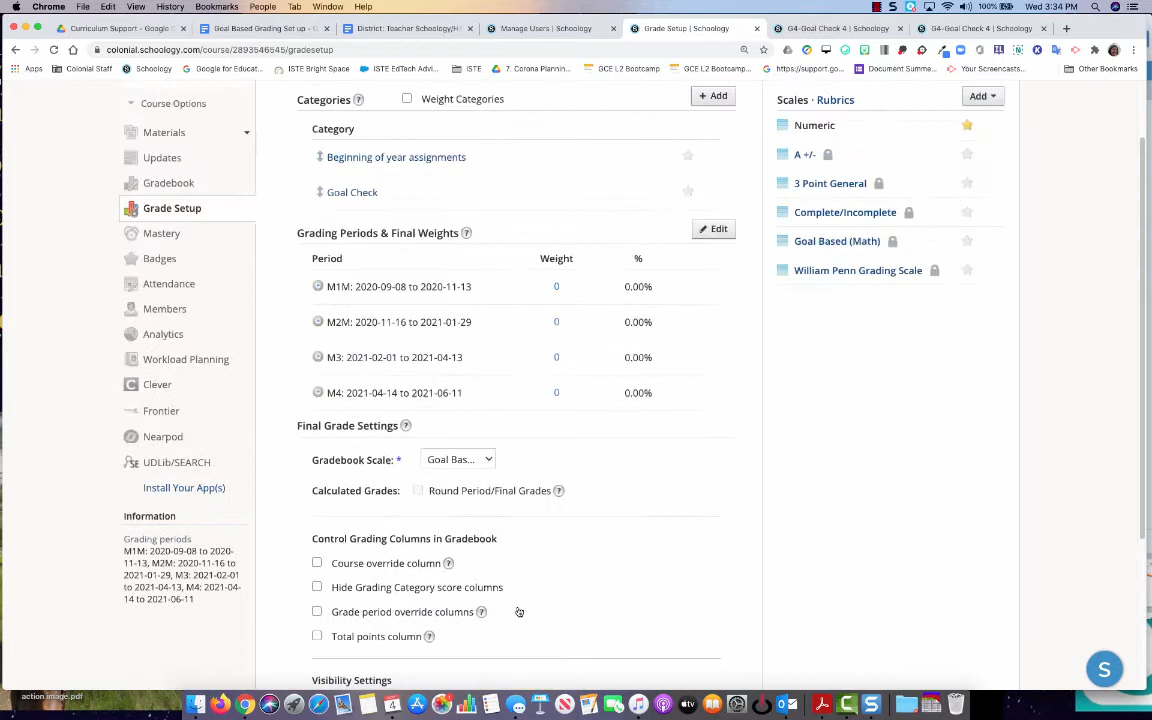 Chrome File Edit View History Bookmarks People Tab Window Help 100% Wed 3:34 PM
Curriculum Support - Google D Goal Based Grading Set up - G District: Teacher Schoology/H Manage Users | Schoology Grade Setup | Schoology G4-Goal Check 4 | Schoology G4-Goal Check 4 | Schoology
colonial.schoology.com/course/2893546545/gradesetup
Apps Colonial Staff Schoology Google for Educat... ISTE Bright Space ISTE EdTech Advi... ISTE 7. Corona Plannin... GCE L2 Bootcamp GCE L2 Bootcamp... https://support.go... Document Summe... Your Screencasts... Other Bookmarks
Course Options
Materials
Updates
Gradebook
Grade Setup
Mastery
Badges
Attendance
Members
Analytics
Workload Planning
Clever
Frontier
Nearpod
UDLib/SEARCH
Install Your App(s)
Information
Grading periods
M1M: 2020-09-08 to 2020-
11-13, M2M: 2020-11-16 to
2021-01-29, M3: 2021-02-01
to 2021-04-13, M4: 2021-04-
14 to 2021-06-11
action image.pdf
Categories ? Weight Categories + Add
Category
Beginning of year assignments
Goal Check
Grading Periods & Final Weights ? Edit
Period Weight %
M1M: 2020-09-08 to 2020-11-13 0 0.00%
M2M: 2020-11-16 to 2021-01-29 0 0.00%
M3: 2021-02-01 to 2021-04-13 0 0.00%
M4: 2021-04-14 to 2021-06-11 0 0.00%
Final Grade Settings ?
Gradebook Scale: * Goal Bas...
Calculated Grades: Round Period/Final Grades ?
Control Grading Columns in Gradebook
Course override column ?
Hide Grading Category score columns
Grade period override columns ?
Total points column ?
Visibility Settings
Scales · Rubrics Add
Numeric
A +/-
3 Point General
Complete/Incomplete
Goal Based (Math)
William Penn Grading Scale
S